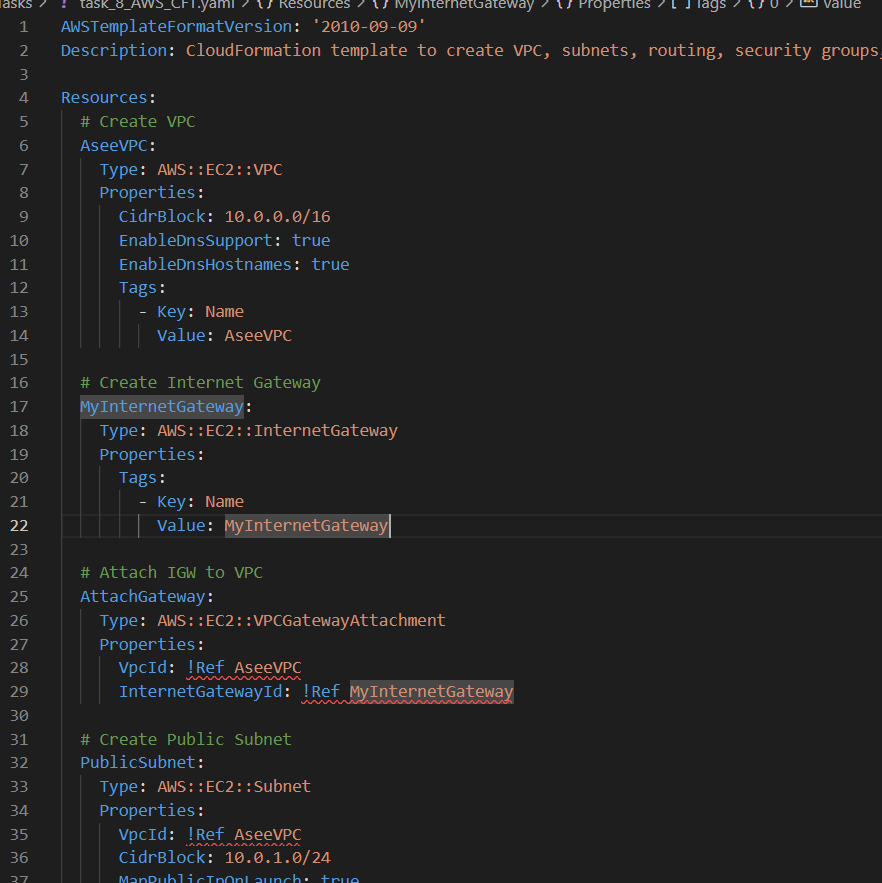 task_8_AWS_CFT.yaml > {} Resources > {} MyInternetGateway > {} Properties > [ ] Tags > {} 0 > Value
1 AWSTemplateFormatVersion: '2010-09-09'
2 Description: CloudFormation template to create VPC, subnets, routing, security groups,
3
4 Resources:
5 # Create VPC
6 AseeVPC:
7 Type: AWS::EC2::VPC
8 Properties:
9 CidrBlock: 10.0.0.0/16
10 EnableDnsSupport: true
11 EnableDnsHostnames: true
12 Tags:
13 - Key: Name
14 Value: AseeVPC
15
16 # Create Internet Gateway
17 MyInternetGateway:
18 Type: AWS::EC2::InternetGateway
19 Properties:
20 Tags:
21 - Key: Name
22 Value: MyInternetGateway
23
24 # Attach IGW to VPC
25 AttachGateway:
26 Type: AWS::EC2::VPCGatewayAttachment
27 Properties:
28 VpcId: !Ref AseeVPC
29 InternetGatewayId: !Ref MyInternetGateway
30
31 # Create Public Subnet
32 PublicSubnet:
33 Type: AWS::EC2::Subnet
34 Properties:
35 VpcId: !Ref AseeVPC
36 CidrBlock: 10.0.1.0/24
37 MapPublicIpOnLaunch: true